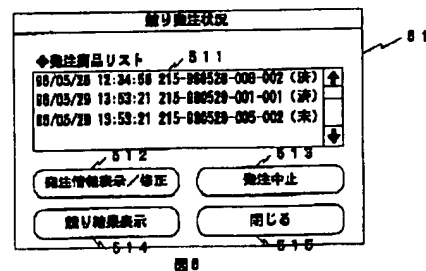 競り発注状況
51
◆発注商品リスト
511
98/05/28 12:34:56 215-980528-008-002 (済)
98/05/29 13:53:21 215-980529-001-001 (済)
98/05/29 13:53:21 215-980529-005-002 (未)
512
513
発注情報表示/修正
発注中止
競り結果表示
閉じる
514
515